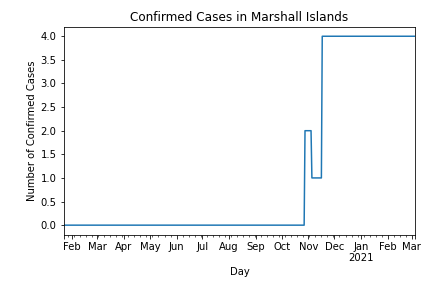 Confirmed Cases in Marshall Islands
Number of Confirmed Cases
4.0
3.5
3.0
2.5
2.0
1.5
1.0
0.5
0.0
Feb Mar Apr May Jun Jul Aug Sep Oct Nov Dec Jan Feb Mar
2021
Day